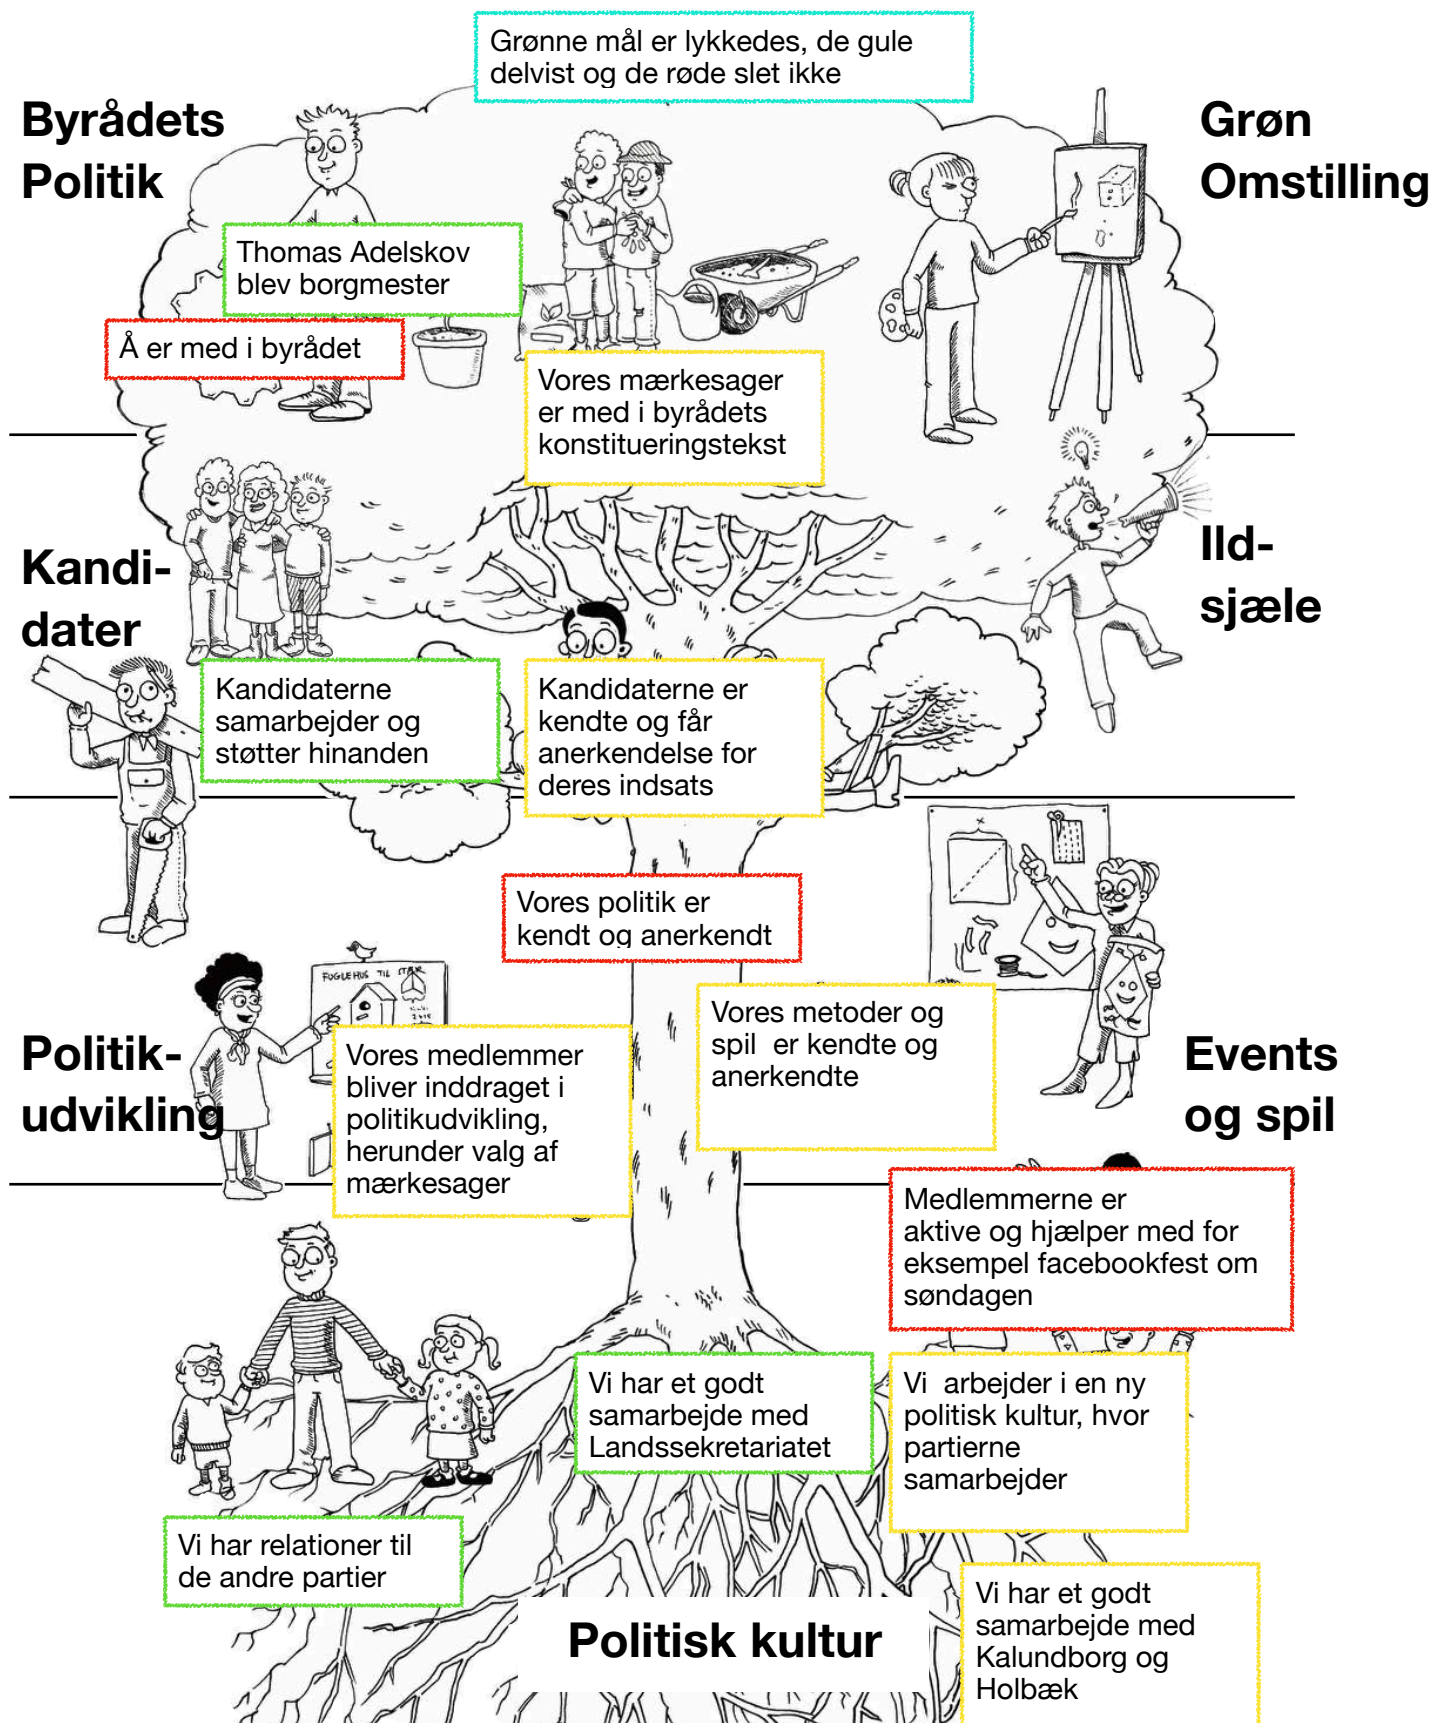 Grønne mål er lykkedes, de gule
delvist og de røde slet ikke
Byrådets
Politik
Grøn
Omstilling
Thomas Adelskov
blev borgmester
Å er med i byrådet
Vores mærkesager
er med i byrådets
konstitueringstekst
Kandi-
dater
Ild-
sjæle
Kandidaterne
samarbejder og
støtter hinanden
Kandidaterne er
kendte og får
anerkendelse for
deres indsats
Vores politik er
kendt og anerkendt
FUGLEHUS TIL
Politik-
udvikling
Vores medlemmer
bliver inddraget i
politikudvikling,
herunder valg af
mærkesager
Vores metoder og
spil er kendte og
anerkendte
Events
og spil
Medlemmerne er
aktive og hjælper med for
eksempel facebookfest om
søndagen
Vi har et godt
samarbejde med
Landssekretariatet
Vi arbejder i en ny
politisk kultur, hvor
partierne
samarbejder
Vi har relationer til
de andre partier
Politisk kultur
Vi har et godt
samarbejde med
Kalundborg og
Holbæk